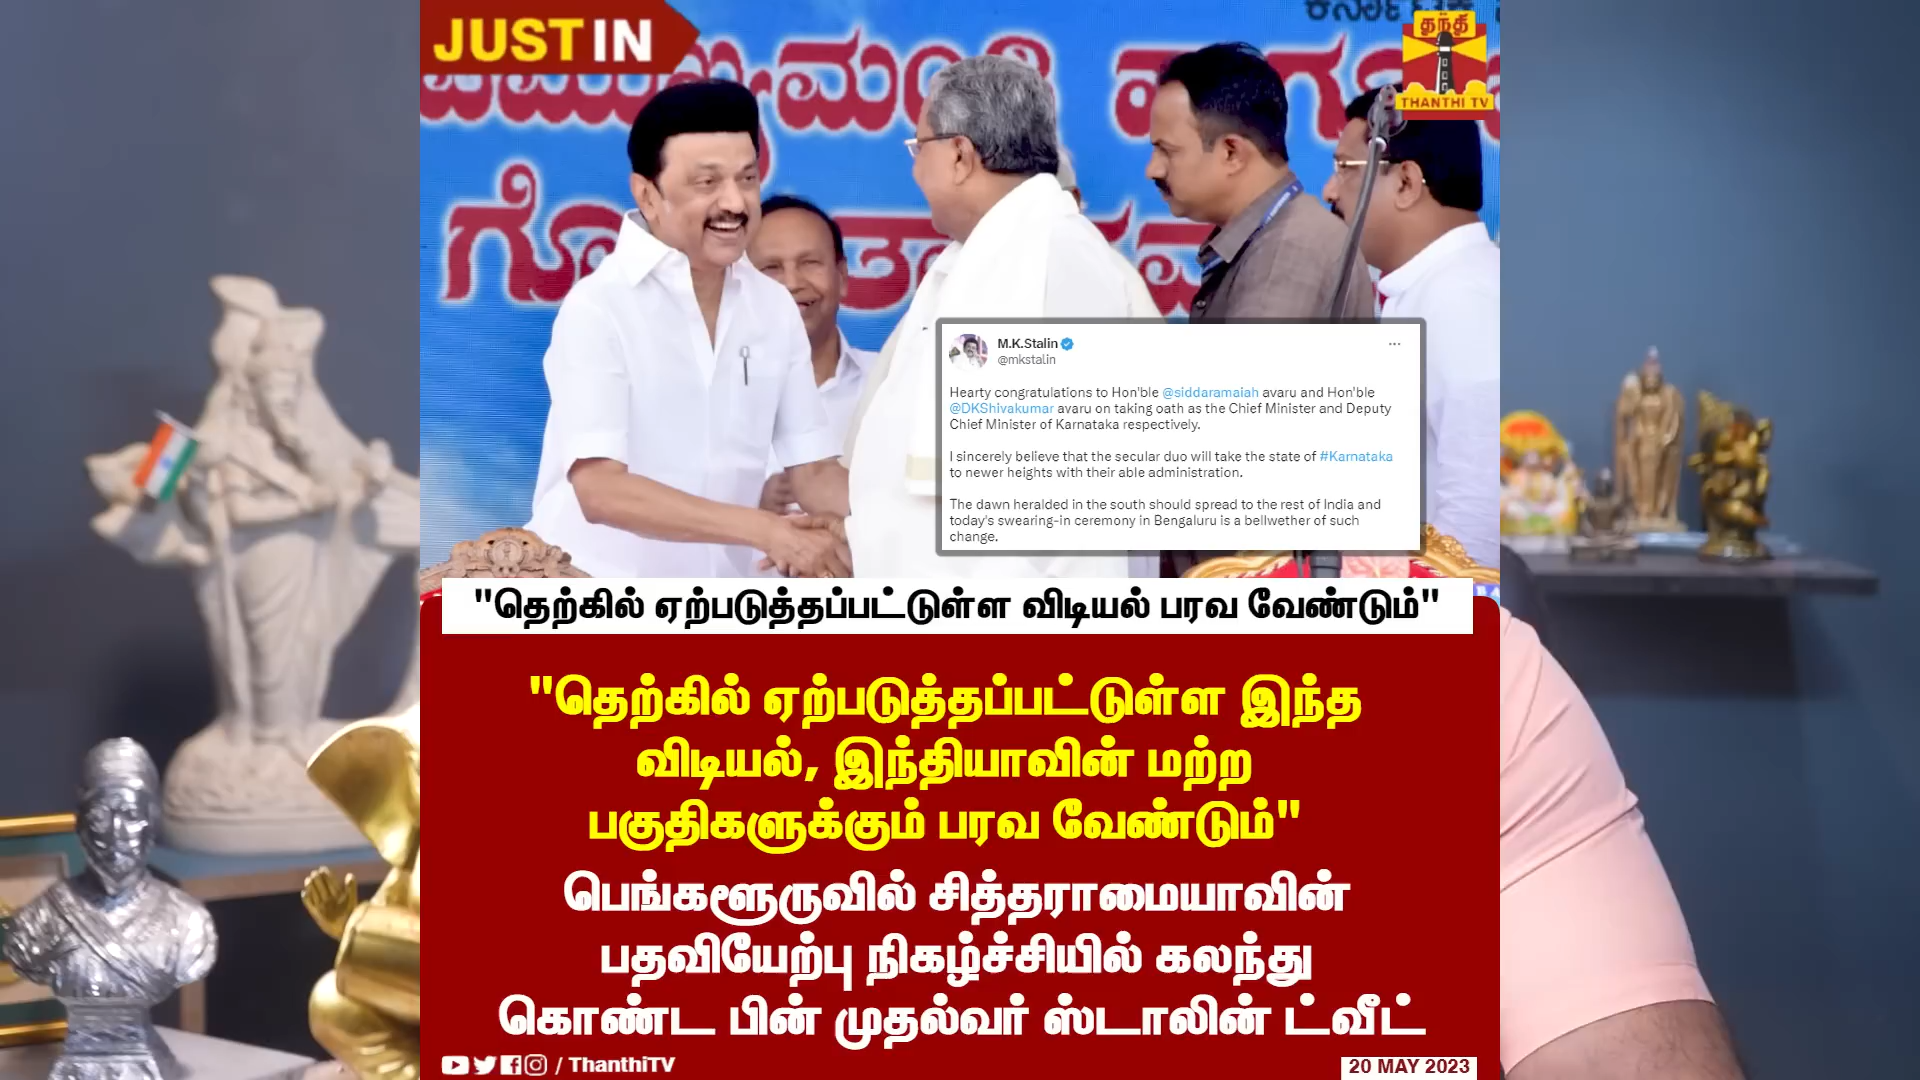 JUST IN
தந்தி
THANTHI TV
M.K.Stalin
@mkstalin
Hearty congratulations to Hon'ble @siddaramaiah avaru and Hon'ble
@DKShivakumar avaru on taking oath as the Chief Minister and Deputy
Chief Minister of Karnataka respectively.
I sincerely believe that the secular duo will take the state of #Karnataka
to newer heights with their able administration.
The dawn heralded in the south should spread to the rest of India and
today's swearing-in ceremony in Bengaluru is a bellwether of such
change.
"தெற்கில் ஏற்படுத்தப்பட்டுள்ள விடியல் பரவ வேண்டும்"
"தெற்கில் ஏற்படுத்தப்பட்டுள்ள இந்த
விடியல், இந்தியாவின் மற்ற
பகுதிகளுக்கும் பரவ வேண்டும்"
பெங்களூருவில் சித்தராமையாவின்
பதவியேற்பு நிகழ்ச்சியில் கலந்து
கொண்ட பின் முதல்வர் ஸ்டாலின் ட்வீட்
/ ThanthiTV
20 MAY 2023